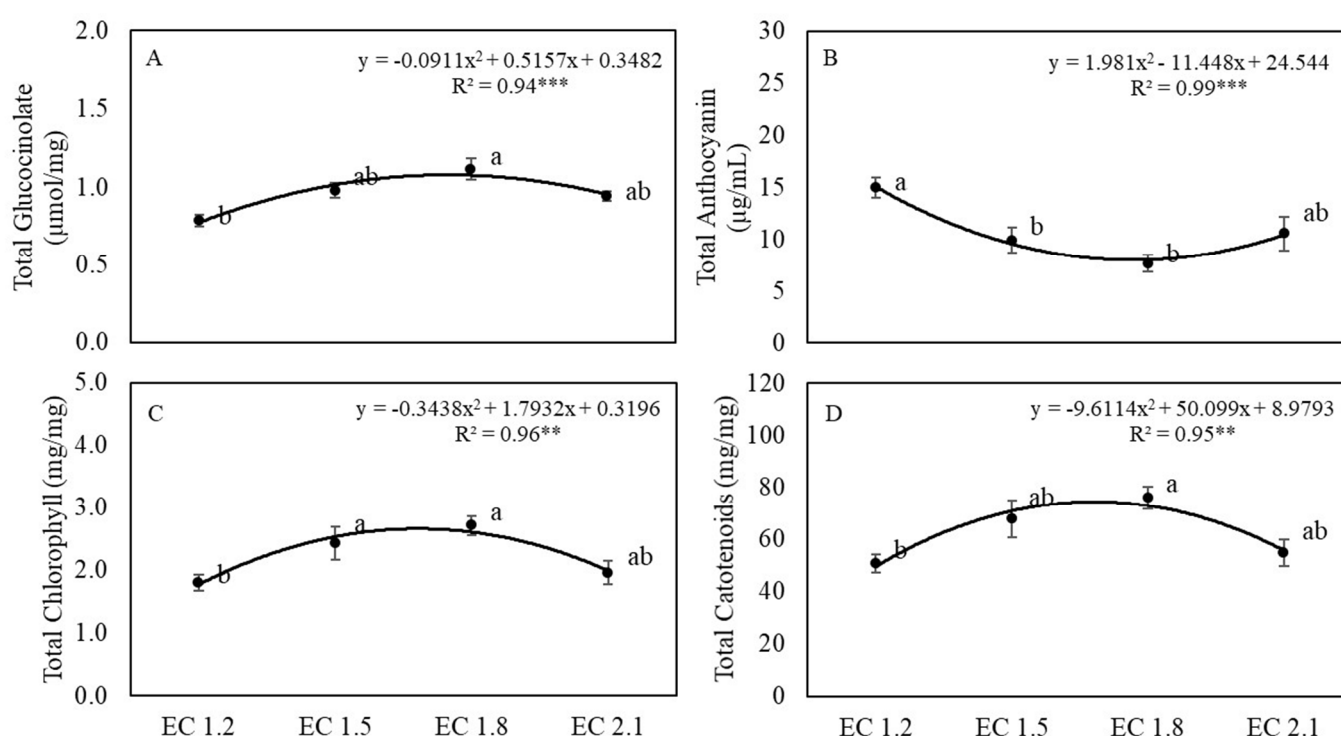 A
y = -0.0911x² + 0.5157x + 0.3482
R² = 0.94***
Total Glucocinolate
(µmol/mg)
2.0
1.5
1.0
0.5
0.0
b
ab
a
ab
B
y = 1.981x² - 11.448x + 24.544
R² = 0.99***
Total Anthocyanin
(µg/mL)
30
25
20
15
10
5
0
a
b
b
ab
C
y = -0.3438x² + 1.7932x + 0.3196
R² = 0.96**
Total Chlorophyll (mg/mg)
5.0
4.0
3.0
2.0
1.0
0.0
b
a
a
ab
EC 1.2 EC 1.5 EC 1.8 EC 2.1
D
y = -9.6114x² + 50.099x + 8.9793
R² = 0.95**
Total Catotenoids (mg/mg)
120
100
80
60
40
20
0
b
ab
a
ab
EC 1.2 EC 1.5 EC 1.8 EC 2.1